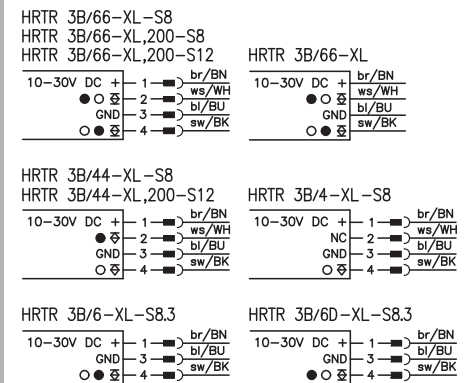 HRTR 3B/66-XL-S8
HRTR 3B/66-XL,200-S8
HRTR 3B/66-XL,200-S12
10-30V DC + 1 br/BN
2 ws/WH
GND 3 bl/BU
4 sw/BK
HRTR 3B/66-XL
10-30V DC + br/BN
ws/WH
GND bl/BU
sw/BK
HRTR 3B/44-XL-S8
HRTR 3B/44-XL,200-S12
10-30V DC + 1 br/BN
2 ws/WH
GND 3 bl/BU
4 sw/BK
HRTR 3B/4-XL-S8
10-30V DC + 1 br/BN
NC 2 ws/WH
GND 3 bl/BU
4 sw/BK
HRTR 3B/6-XL-S8.3
10-30V DC + 1 br/BN
GND 3 bl/BU
4 sw/BK
HRTR 3B/6D-XL-S8.3
10-30V DC + 1 br/BN
GND 3 bl/BU
4 sw/BK